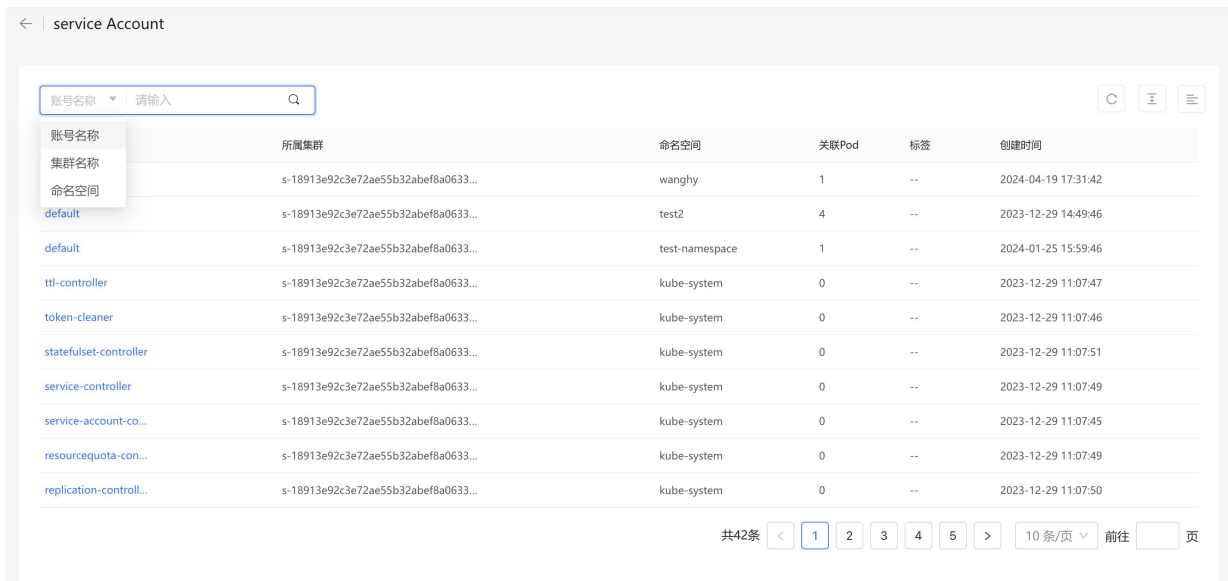 service Account
账号名称 请输入
账号名称
集群名称
命名空间
所属集群 命名空间 关联Pod 标签 创建时间
s-18913e92c3e72ae55b32abef8a0633... wanghy 1 -- 2024-04-19 17:31:42
default s-18913e92c3e72ae55b32abef8a0633... test2 4 -- 2023-12-29 14:49:46
default s-18913e92c3e72ae55b32abef8a0633... test-namespace 1 -- 2024-01-25 15:59:46
ttl-controller s-18913e92c3e72ae55b32abef8a0633... kube-system 0 -- 2023-12-29 11:07:47
token-cleaner s-18913e92c3e72ae55b32abef8a0633... kube-system 0 -- 2023-12-29 11:07:46
statefulset-controller s-18913e92c3e72ae55b32abef8a0633... kube-system 0 -- 2023-12-29 11:07:51
service-controller s-18913e92c3e72ae55b32abef8a0633... kube-system 0 -- 2023-12-29 11:07:49
service-account-co... s-18913e92c3e72ae55b32abef8a0633... kube-system 0 -- 2023-12-29 11:07:45
resourcequota-con... s-18913e92c3e72ae55b32abef8a0633... kube-system 0 -- 2023-12-29 11:07:49
replication-controll... s-18913e92c3e72ae55b32abef8a0633... kube-system 0 -- 2023-12-29 11:07:50
共42条 < 1 2 3 4 5 > 10 条/页 前往 页